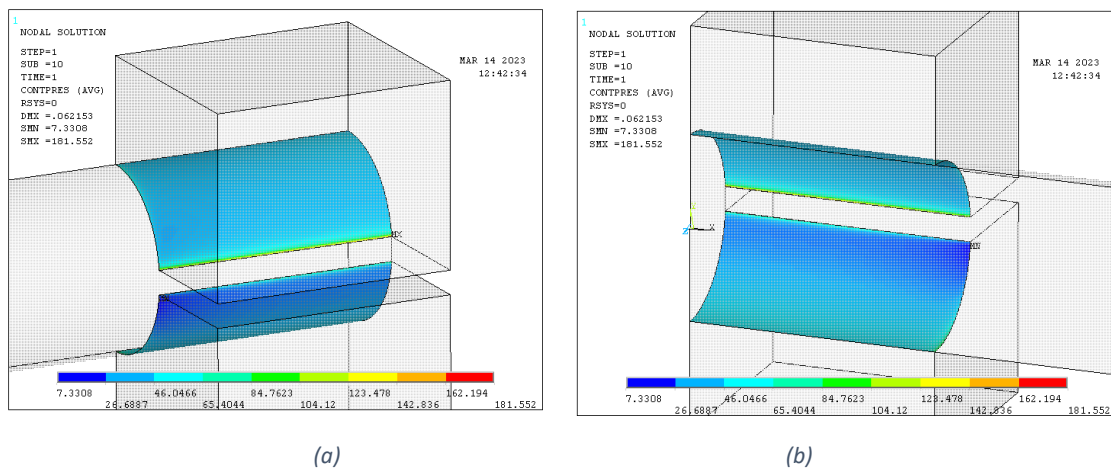 1
NODAL SOLUTION
STEP=1
SUB =10
TIME=1
CONTPRES (AVG)
RSYS=0
DMX =.062153
SMN =7.3308
SMX =181.552
MAR 14 2023
12:42:34
MX
7.3308
26.6887
46.0466
65.4044
84.7623
104.12
123.478
142.836
162.194
181.552
(a)
1
NODAL SOLUTION
STEP=1
SUB =10
TIME=1
CONTPRES (AVG)
RSYS=0
DMX =.062153
SMN =7.3308
SMX =181.552
MAR 14 2023
12:42:34
Z X
MN
7.3308
26.6887
46.0466
65.4044
84.7623
104.12
123.478
142.836
162.194
181.552
(b)